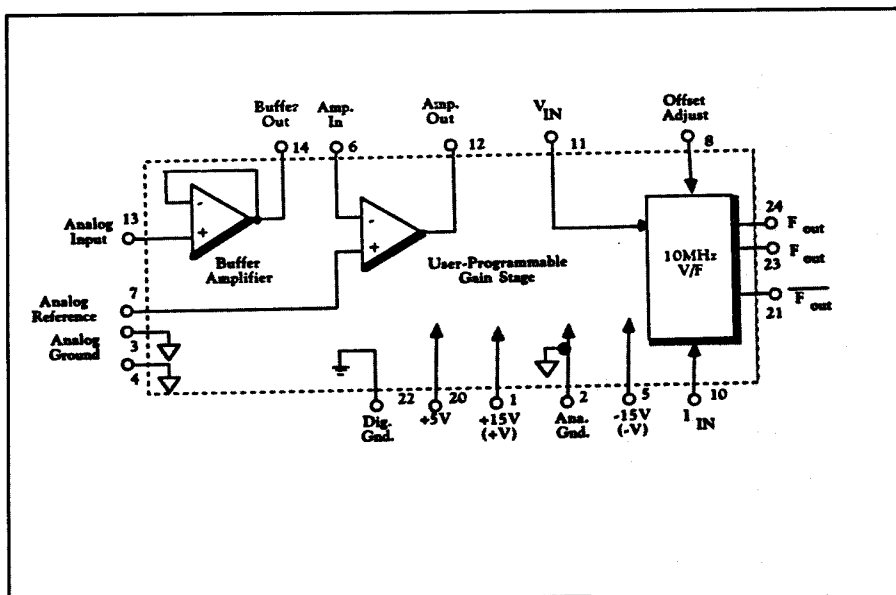 Buffer
Out
14
Amp.
In
6
Amp.
Out
12
V IN
11
Offset
Adjust
8
13
Analog
Input
-
+
Buffer
Amplifier
-
+
User-Programmable
Gain Stage
10MHz
V/F
24
F out
23
F out
F out
21
7
Analog
Reference
Analog
Ground
3
4
22
Dig.
Gnd.
20
+5V
1
+15V
(+V)
2
Ana.
Gnd.
5
-15V
(-V)
10
1 IN